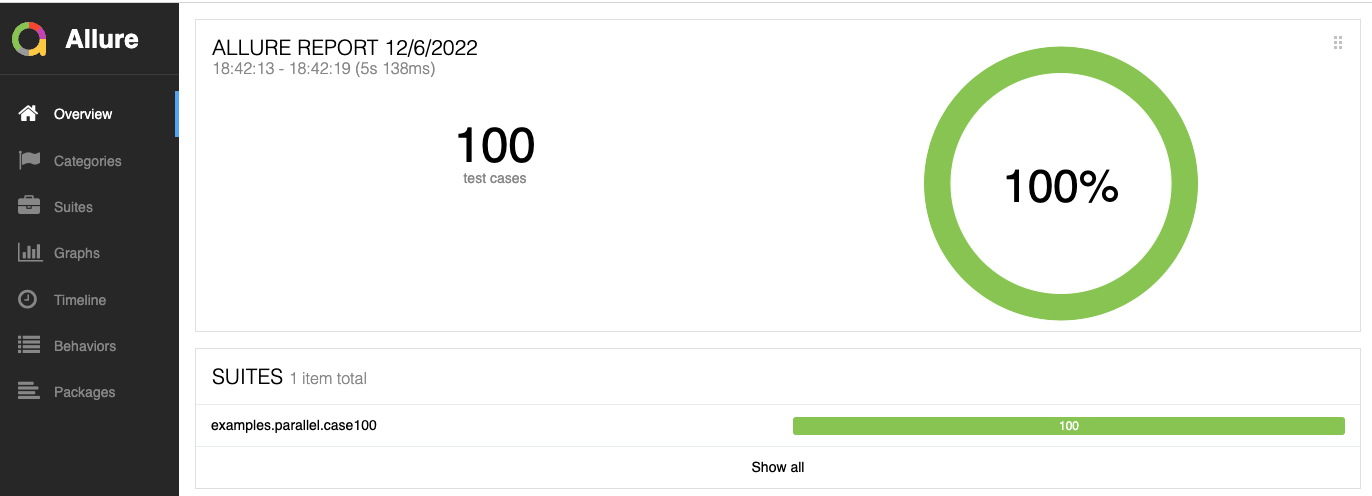 Allure
Overview
Categories
Suites
Graphs
Timeline
Behaviors
Packages
ALLURE REPORT 12/6/2022
18:42:13 - 18:42:19 (5s 138ms)
100
test cases
100%
SUITES 1 item total
examples.parallel.case100 100
Show all